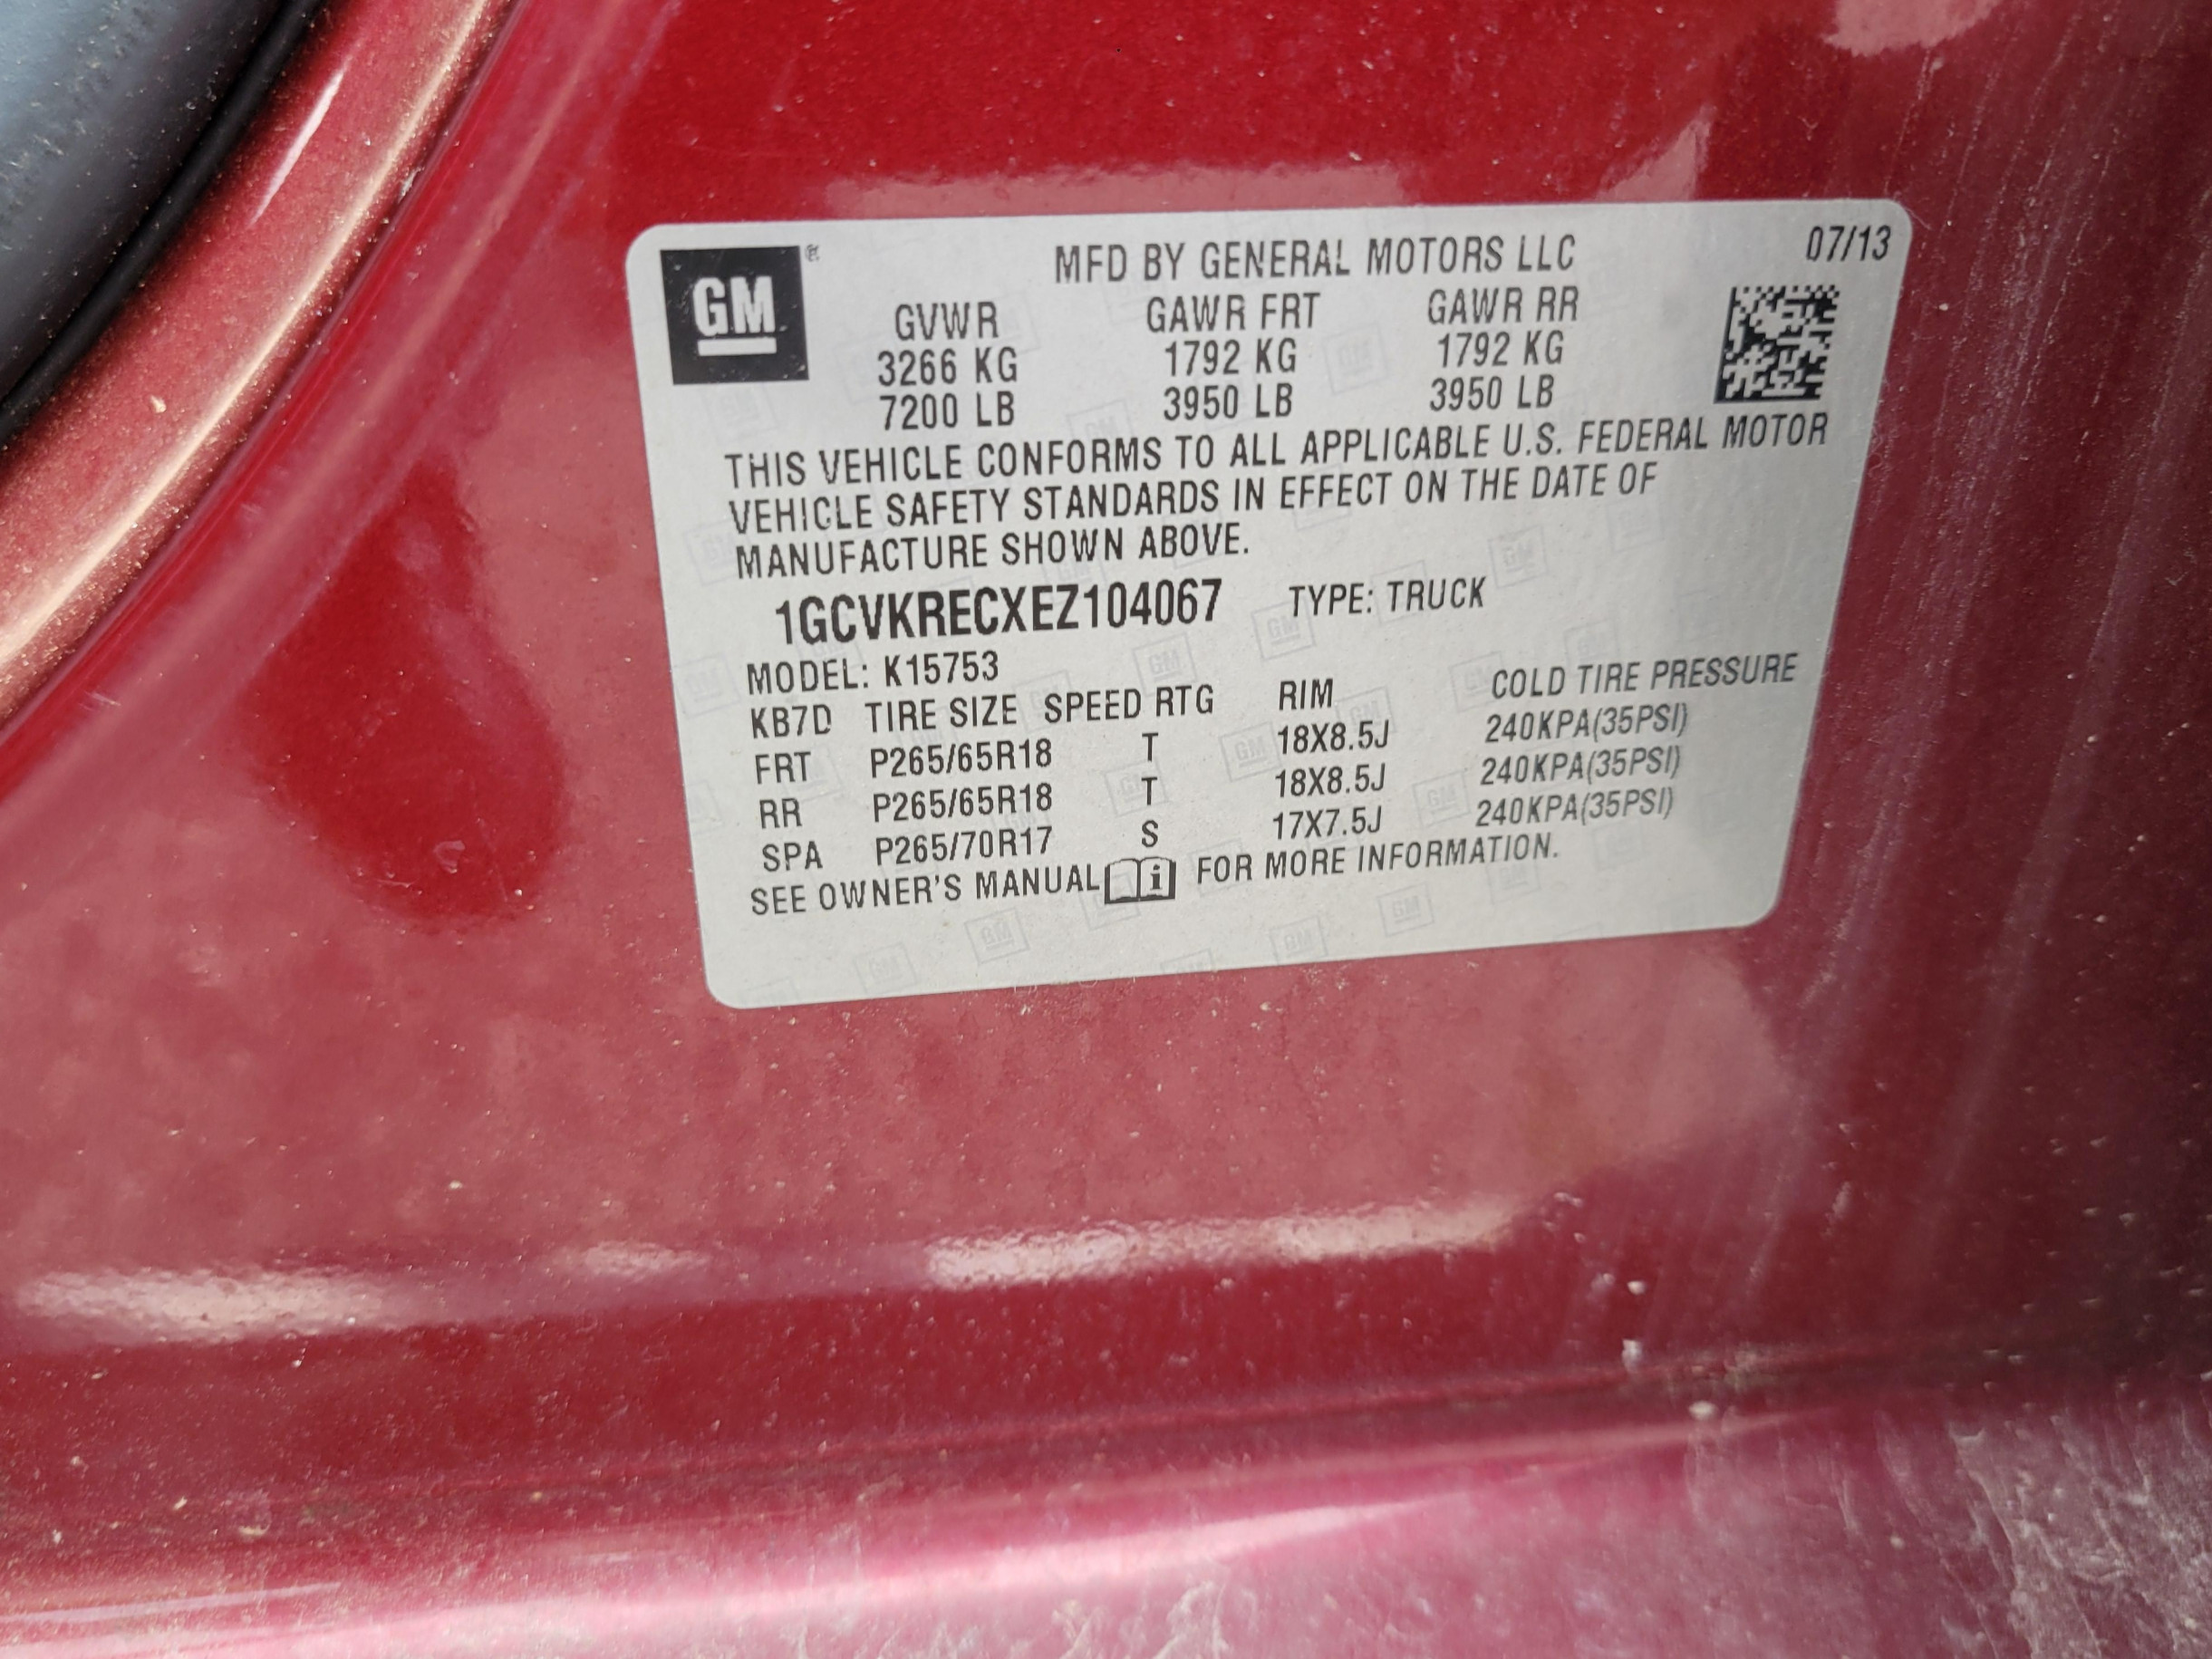 GM ® MFD BY GENERAL MOTORS LLC 07/13
GVWR GAWR FRT GAWR RR
3266 KG 1792 KG 1792 KG
7200 LB 3950 LB 3950 LB
THIS VEHICLE CONFORMS TO ALL APPLICABLE U.S. FEDERAL MOTOR
VEHICLE SAFETY STANDARDS IN EFFECT ON THE DATE OF
MANUFACTURE SHOWN ABOVE.
1GCVKRECXEZ104067 TYPE: TRUCK
MODEL: K15753
KB7D TIRE SIZE SPEED RTG RIM COLD TIRE PRESSURE
FRT P265/65R18 T 18X8.5J 240KPA(35PSI)
RR P265/65R18 T 18X8.5J 240KPA(35PSI)
SPA P265/70R17 S 17X7.5J 240KPA(35PSI)
SEE OWNER'S MANUAL i FOR MORE INFORMATION.